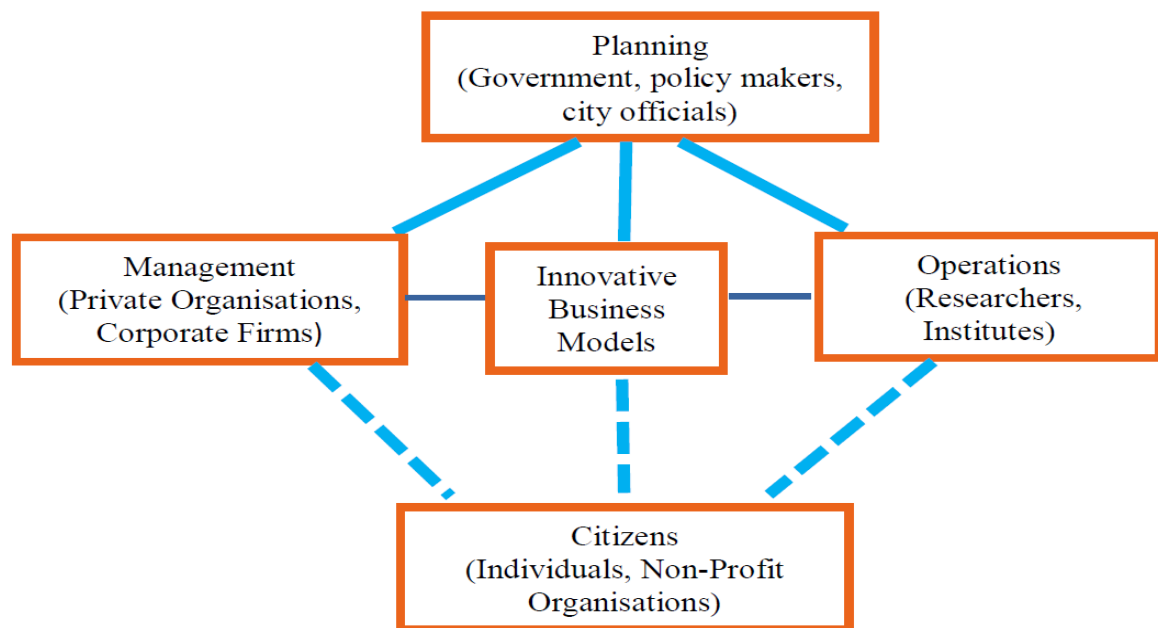 Planning
(Government, policy makers,
city officials)
Management
(Private Organisations,
Corporate Firms)
Innovative
Business
Models
Operations
(Researchers,
Institutes)
Citizens
(Individuals, Non-Profit
Organisations)